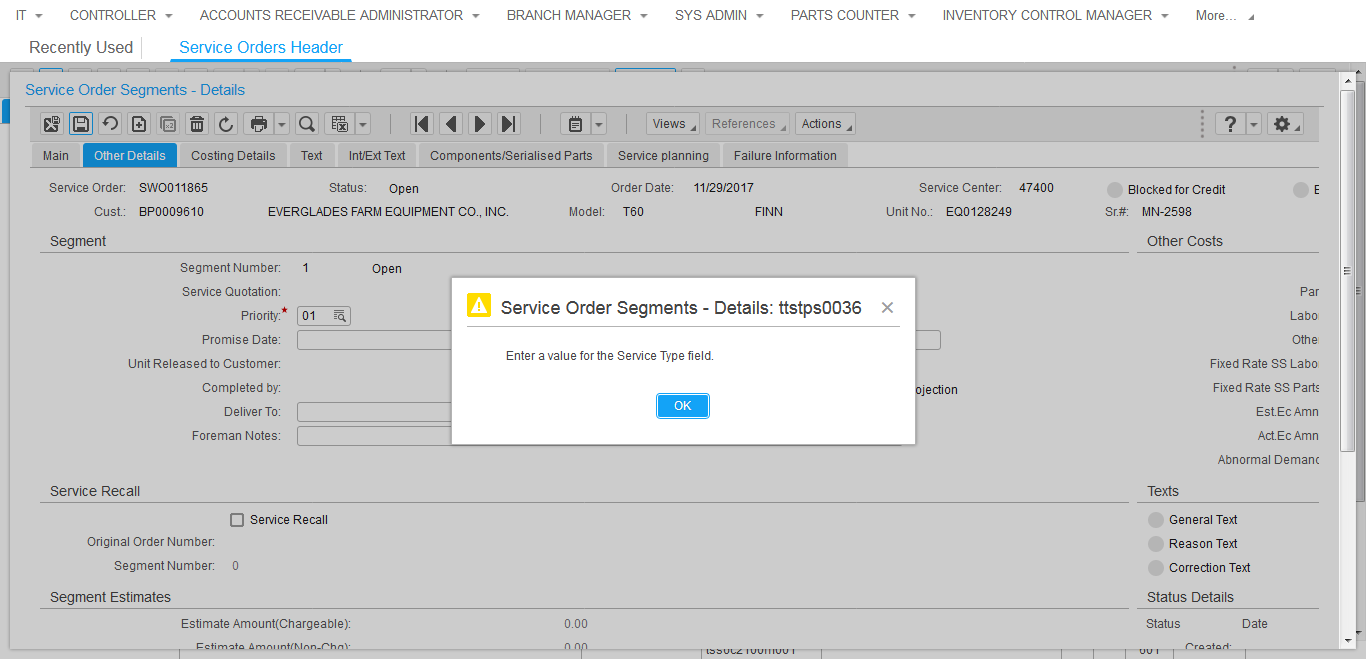 IT CONTROLLER ACCOUNTS RECEIVABLE ADMINISTRATOR BRANCH MANAGER SYS ADMIN PARTS COUNTER INVENTORY CONTROL MANAGER More...
Recently Used Service Orders Header
Service Order Segments - Details
Views References Actions ?
Main Other Details Costing Details Text Int/Ext Text Components/Serialised Parts Service planning Failure Information
Service Order: SWO011865 Status: Open Order Date: 11/29/2017 Service Center: 47400 Blocked for Credit
Cust.: BP0009610 EVERGLADES FARM EQUIPMENT CO., INC. Model: T60 FINN Unit No.: EQ0128249 Sr.#: MN-2598
Segment Other Costs
Segment Number: 1 Open
Service Quotation: Par
Priority:* 01 Labo
Promise Date: Othe
Unit Released to Customer: Fixed Rate SS Labo
Completed by: ojection Fixed Rate SS Parts
Deliver To: Est.Ec Amn
Foreman Notes: Act.Ec Amn
Abnormal Demand
Service Order Segments - Details: ttstps0036
Enter a value for the Service Type field.
OK
Service Recall Texts
Service Recall General Text
Original Order Number: Reason Text
Segment Number: 0 Correction Text
Segment Estimates Status Details
Estimate Amount(Chargeable): 0.00 Status Date
Estimate Amount(Non-Chg): 0.00 Created: